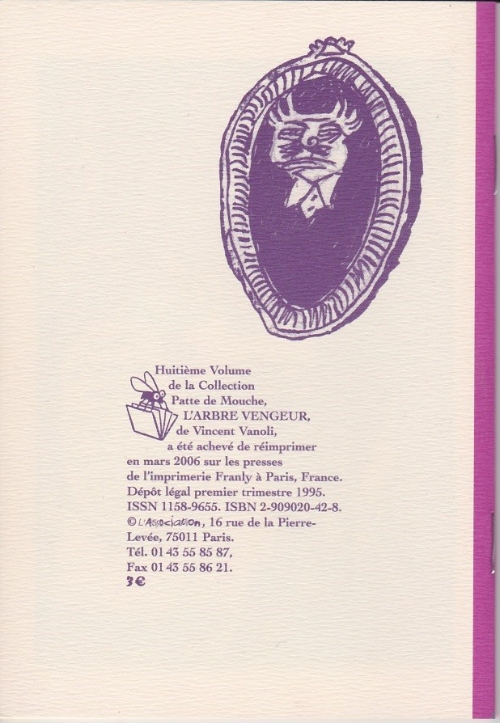 Huitième Volume
de la Collection
Patte de Mouche,
L'ARBRE VENGEUR,
de Vincent Vanoli,
a été achevé de réimprimer
en mars 2006 sur les presses
de l'imprimerie Franly à Paris, France.
Dépôt légal premier trimestre 1995.
ISSN 1158-9655. ISBN 2-909020-42-8.
© L'Association, 16 rue de la Pierre-
Levée, 75011 Paris.
Tél. 01 43 55 85 87,
Fax 01 43 55 86 21.
3 €